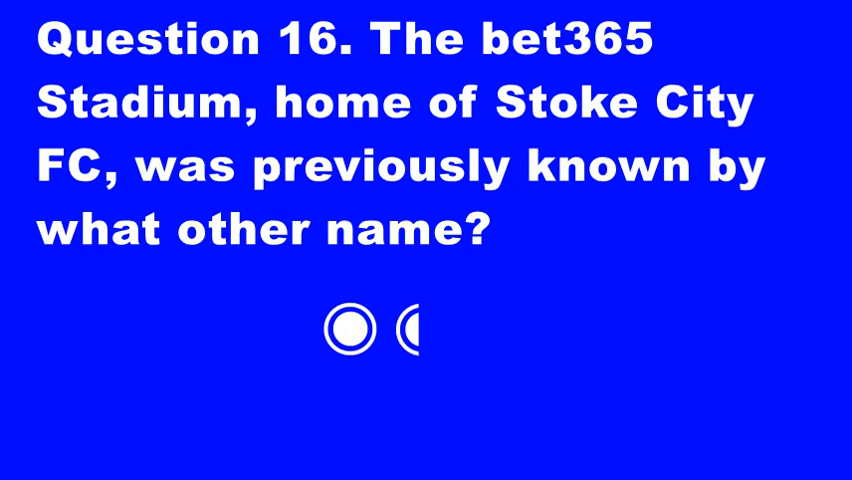 Question 16. The bet365
Stadium, home of Stoke City
FC, was previously known by
what other name?